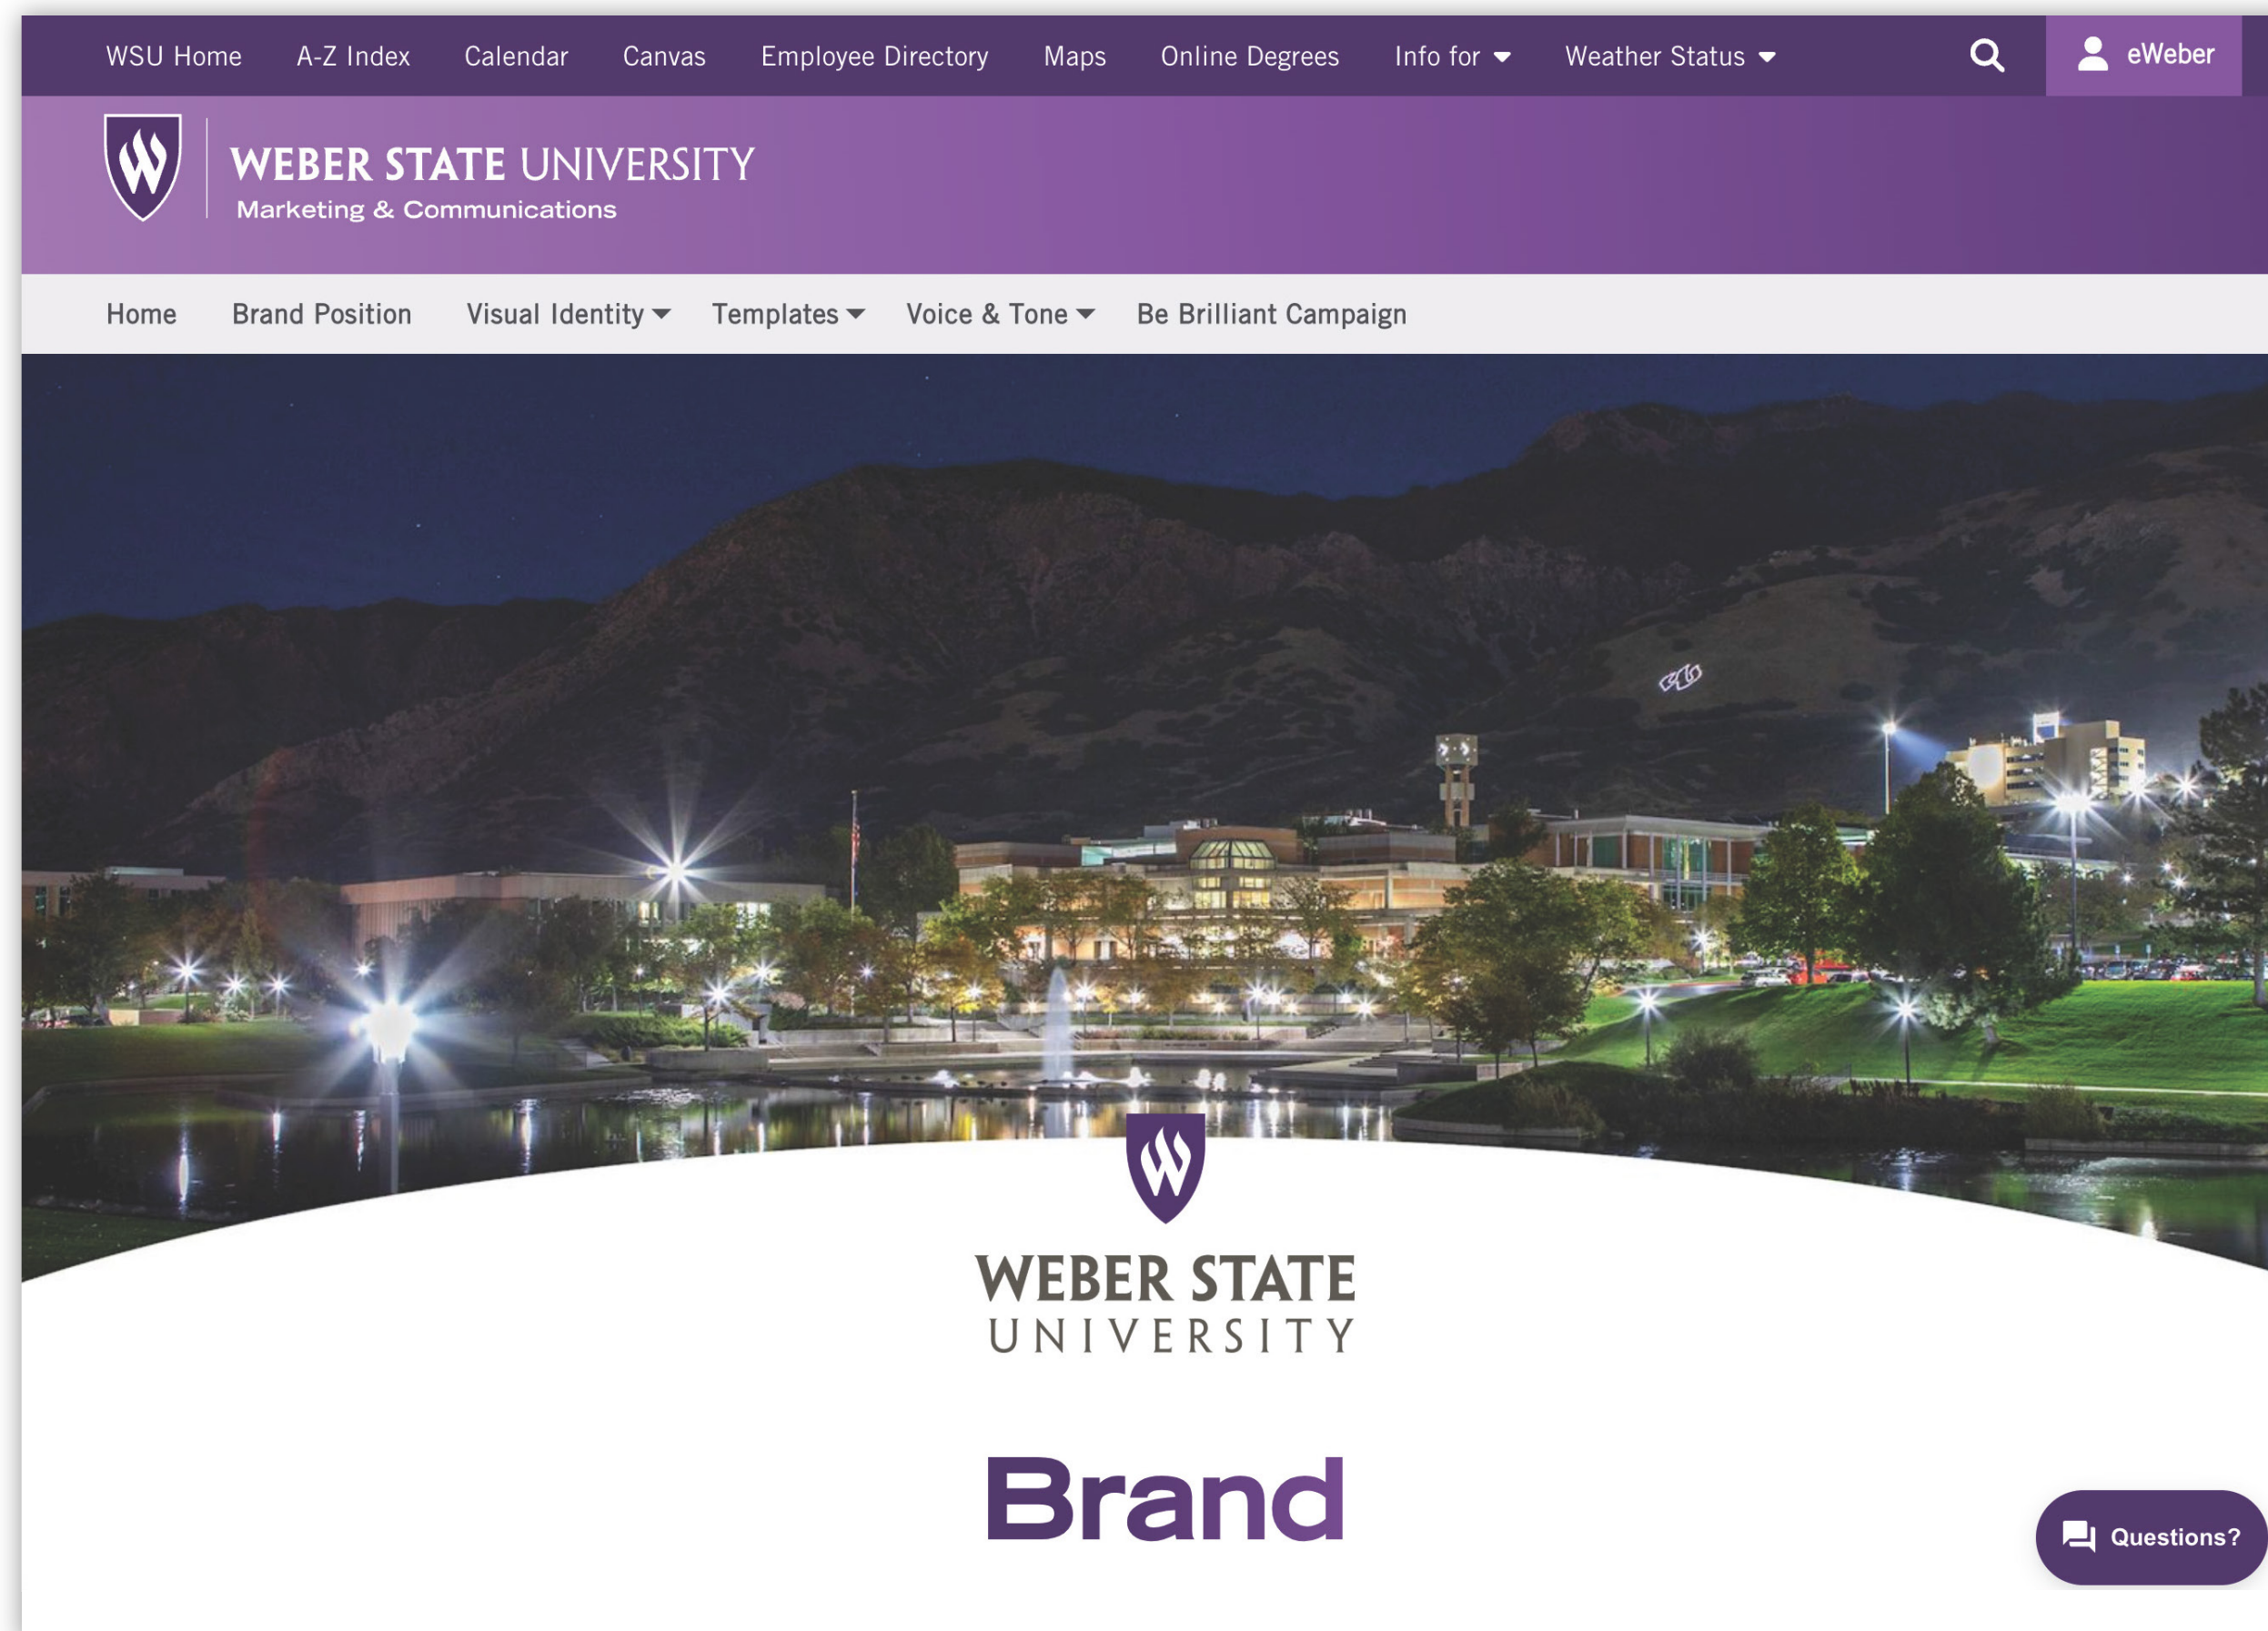 WSU Home A-Z Index Calendar Canvas Employee Directory Maps Online Degrees Info for Weather Status eWeber
WEBER STATE UNIVERSITY
Marketing & Communications
Home Brand Position Visual Identity Templates Voice & Tone Be Brilliant Campaign
W
WEBER STATE
UNIVERSITY
Brand
Questions?